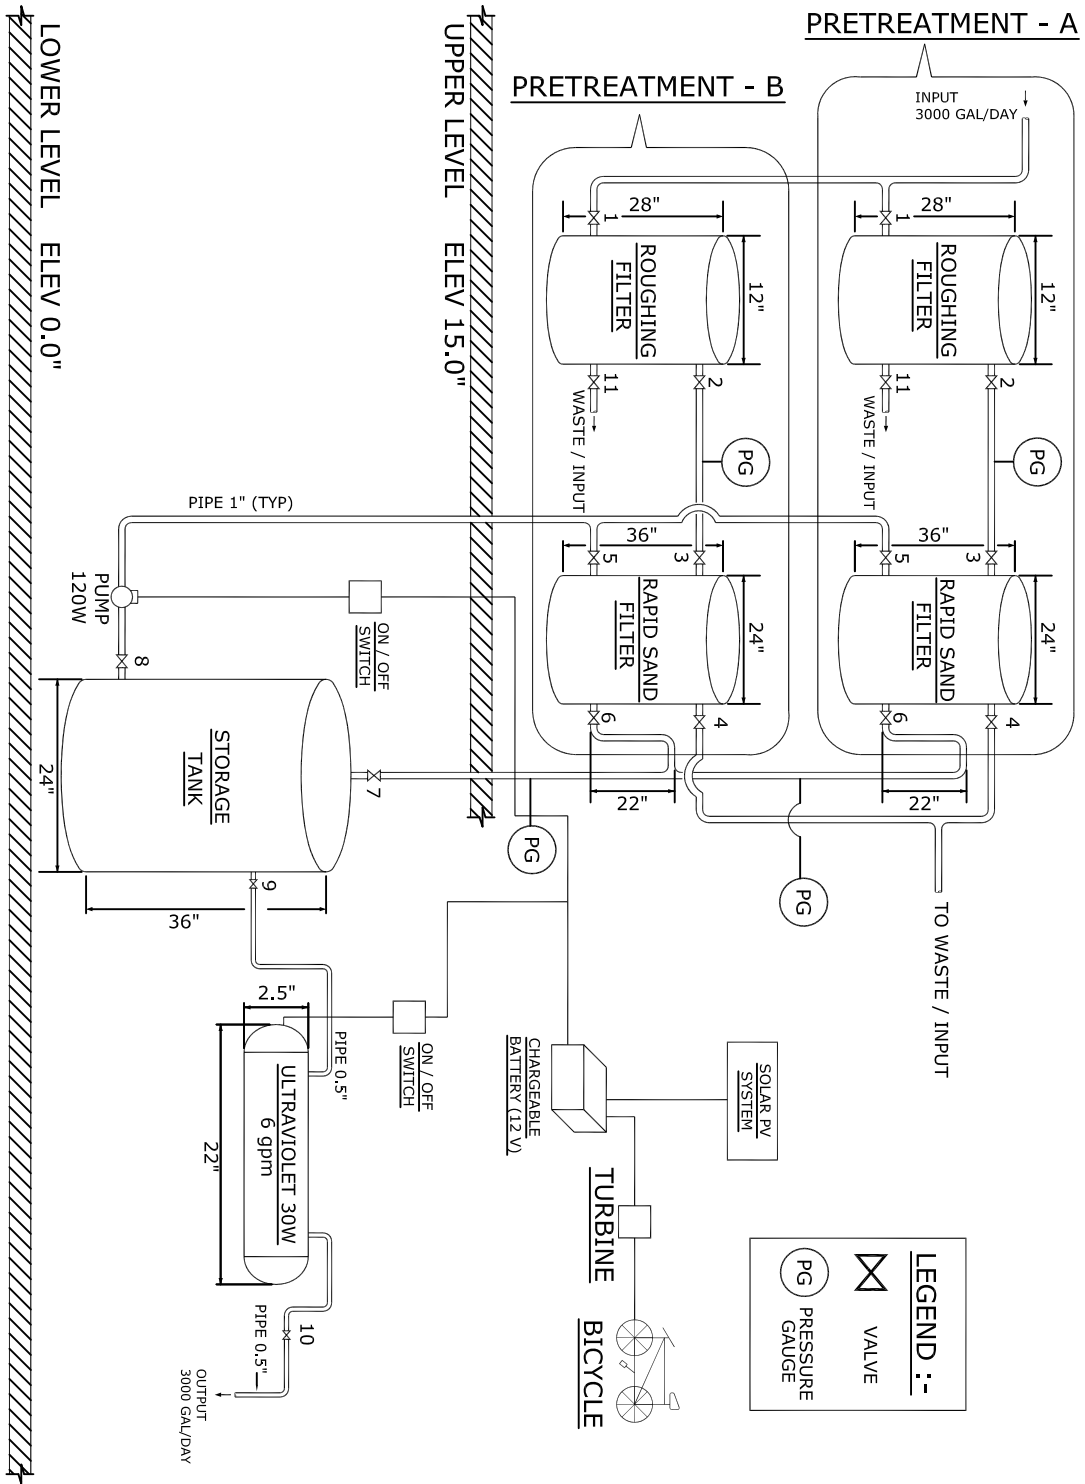 PRETREATMENT - A
PRETREATMENT - B
INPUT
3000 GAL/DAY
LOWER LEVEL ELEV 0.0"
UPPER LEVEL ELEV 15.0"
1
28"
1
28"
ROUGHING
FILTER
12"
ROUGHING
FILTER
12"
11
2
11
2
WASTE / INPUT
WASTE / INPUT
PG
PG
PIPE 1" (TYP)
36"
5
3
36"
5
3
RAPID SAND
FILTER
24"
RAPID SAND
FILTER
24"
PUMP
120W
ON / OFF
SWITCH
8
6
4
6
4
STORAGE
TANK
24"
36"
7
22"
22"
PG
PG
9
TO WASTE / INPUT
2.5"
PIPE 0.5"
ON / OFF
SWITCH
ULTRAVIOLET 30W
6 gpm
22"
CHARGEABLE
BATTERY (12 V)
SOLAR PV
SYSTEM
TURBINE
BICYCLE
10
PIPE 0.5"
OUTPUT
3000 GAL/DAY
LEGEND :-
VALVE
PG
PRESSURE
GAUGE